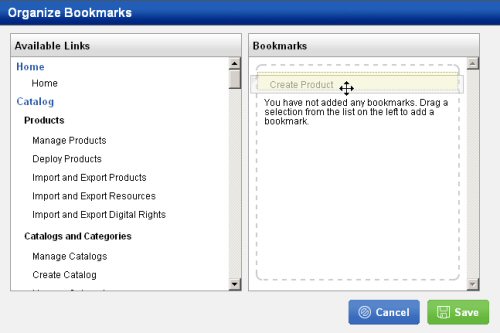 Organize Bookmarks
Available Links
Home
Home
Catalog
Products
Manage Products
Deploy Products
Import and Export Products
Import and Export Resources
Import and Export Digital Rights
Catalogs and Categories
Manage Catalogs
Create Catalog
Bookmarks
Create Product
You have not added any bookmarks. Drag a
selection from the list on the left to add a
bookmark.
Cancel
Save